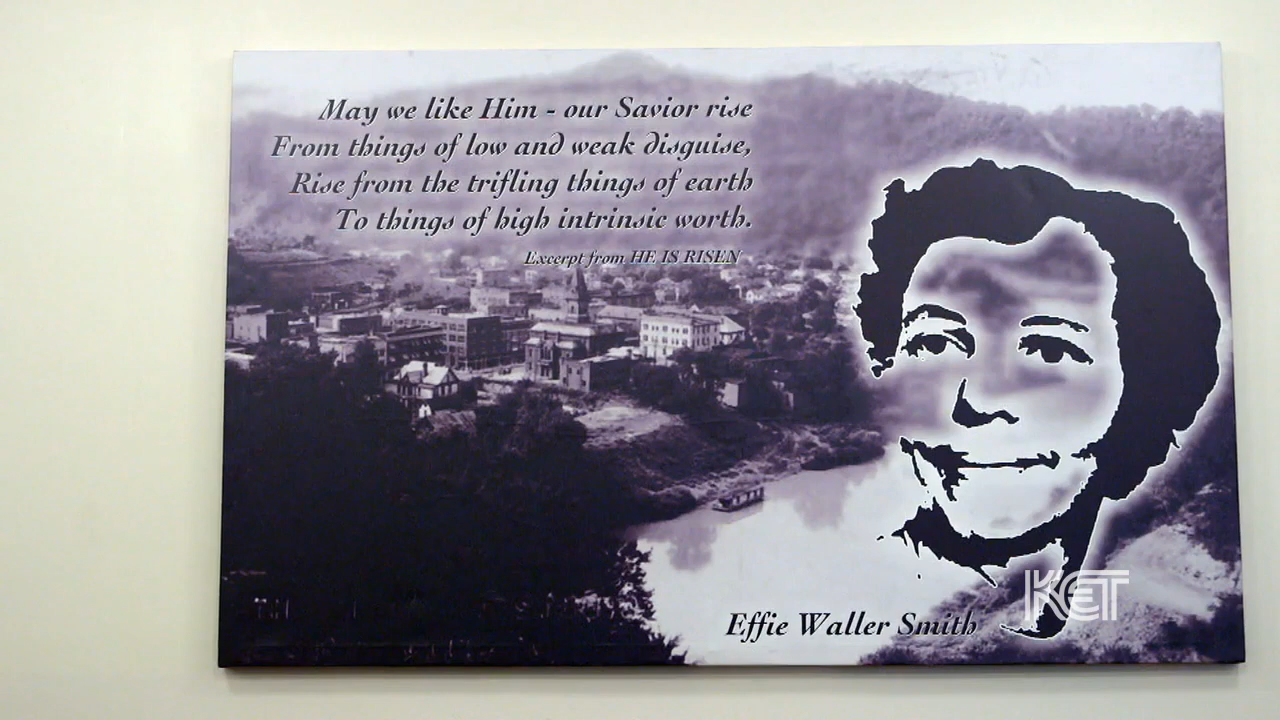 May we like Him - our Savior rise
From things of low and weak disguise,
Rise from the trifling things of earth
To things of high intrinsic worth.
Excerpt from HE IS RISEN
Effie Waller Smith
KET